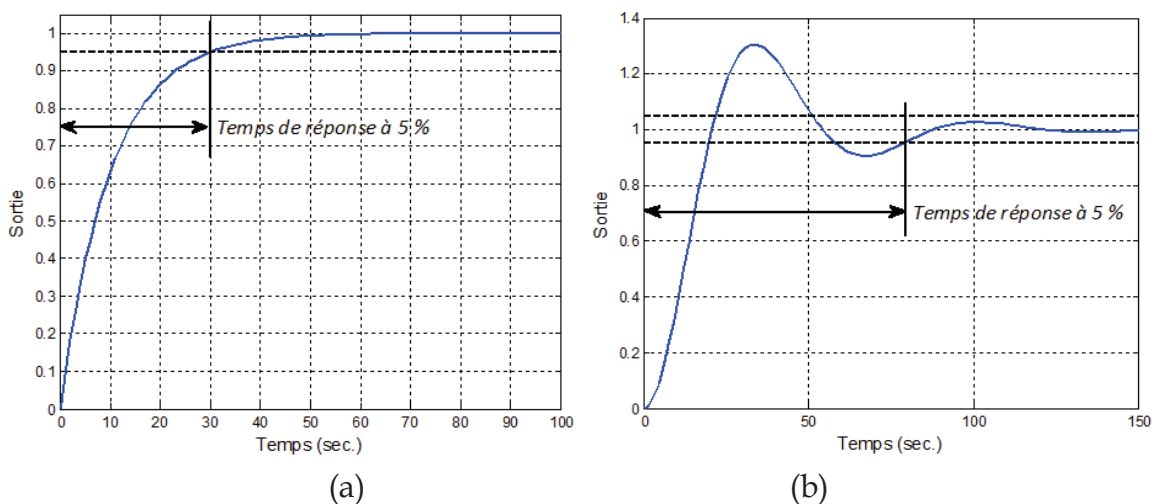 1
0.9
0.8
0.7
0.6
0.5
0.4
0.3
0.2
0.1
0
Sortie
Temps de réponse à 5 %
0 10 20 30 40 50 60 70 80 90 100
Temps (sec.)
(a)
1.4
1.2
1
0.8
0.6
0.4
0.2
0
Sortie
Temps de réponse à 5 %
0 50 100 150
Temps (sec.)
(b)